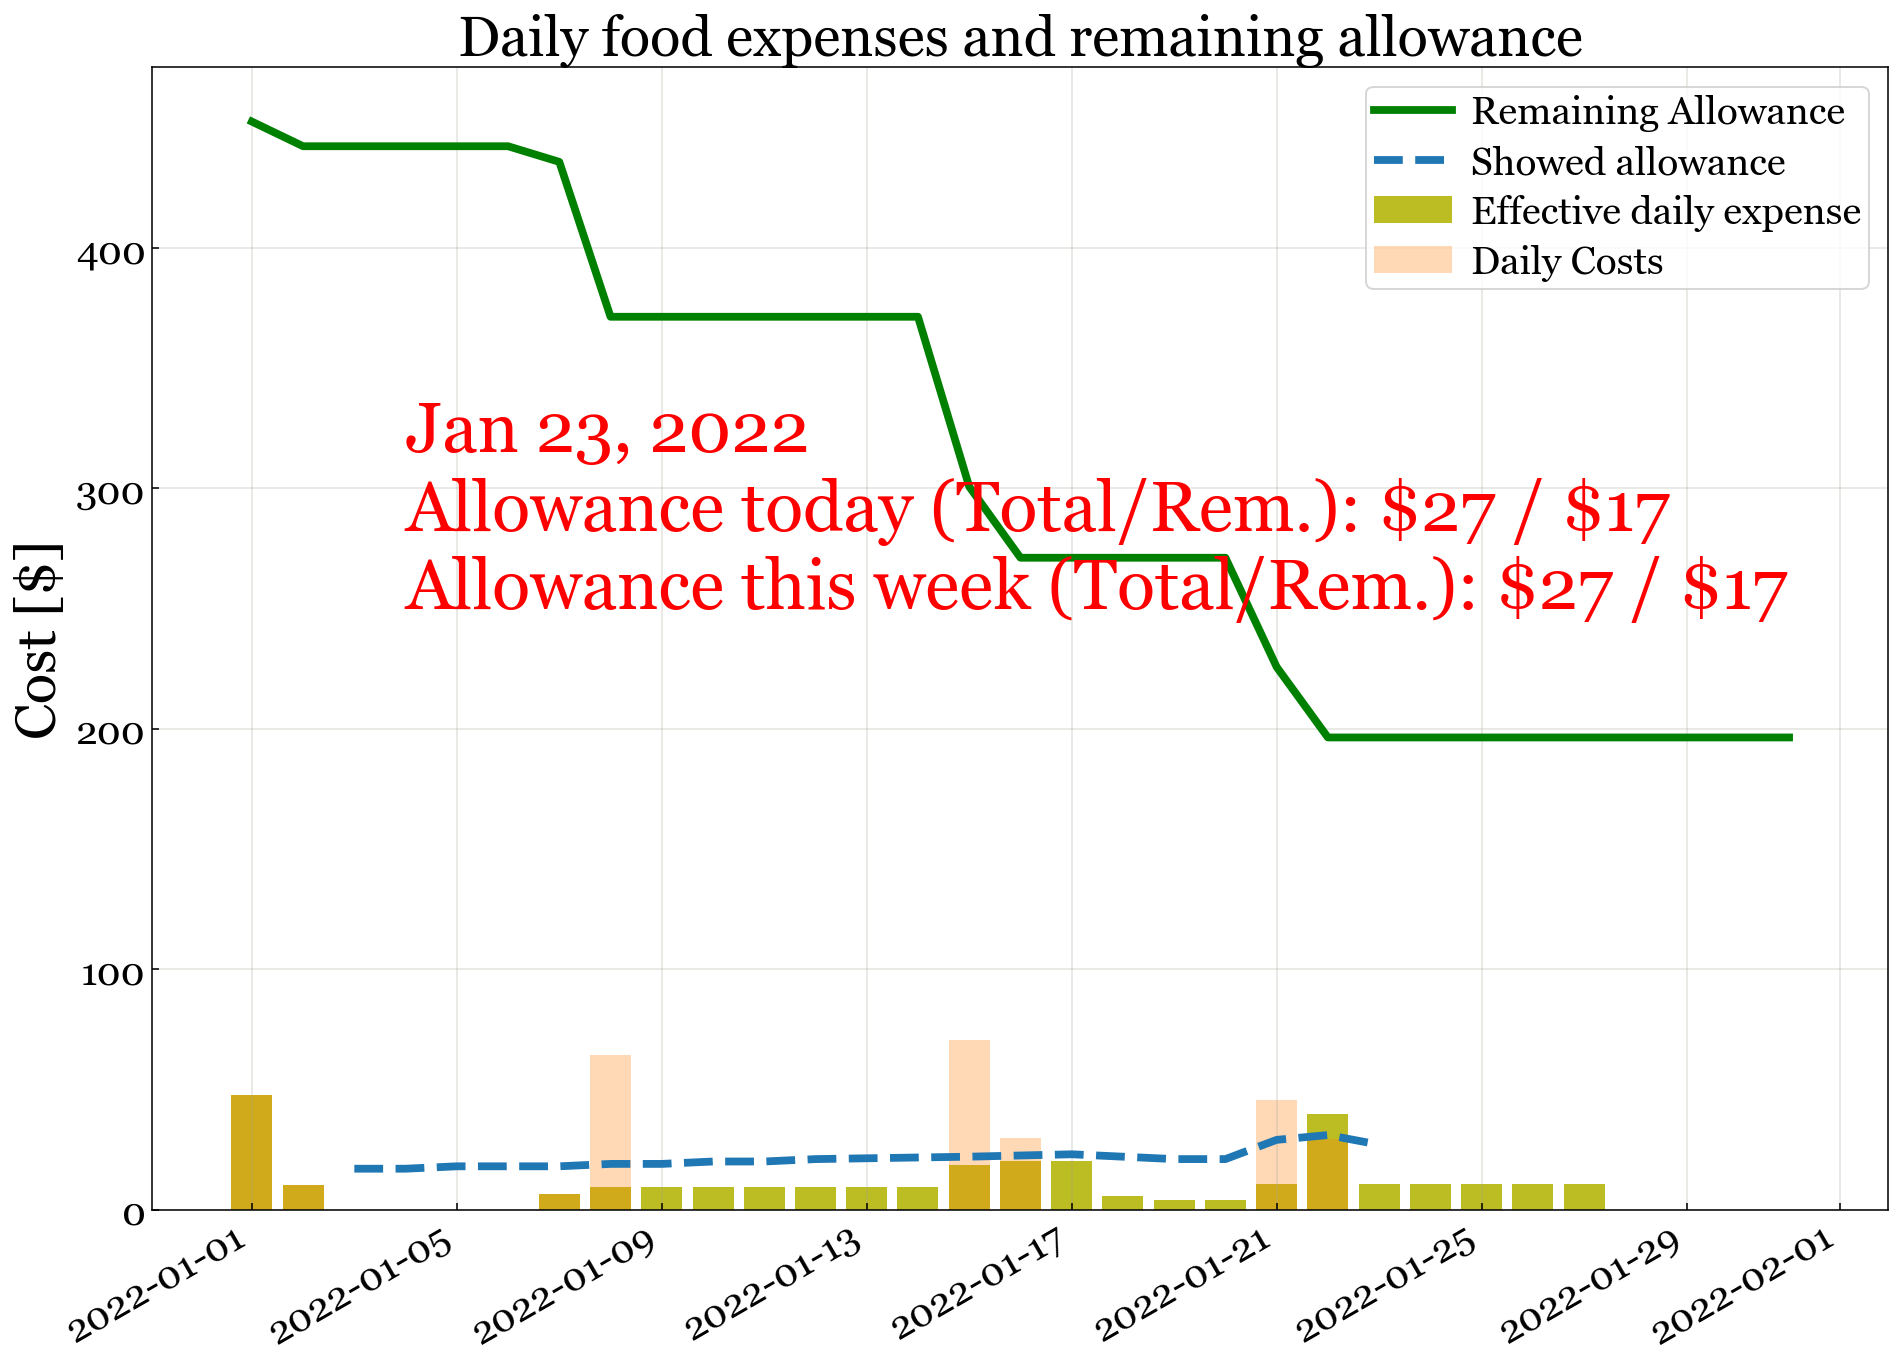 Daily food expenses and remaining allowance
Remaining Allowance
Showed allowance
Effective daily expense
Daily Costs
Cost [$]
400
300
200
100
0
Jan 23, 2022
Allowance today (Total/Rem.): $27 / $17
Allowance this week (Total/Rem.): $27 / $17
2022-01-01
2022-01-05
2022-01-09
2022-01-13
2022-01-17
2022-01-21
2022-01-25
2022-01-29
2022-02-01